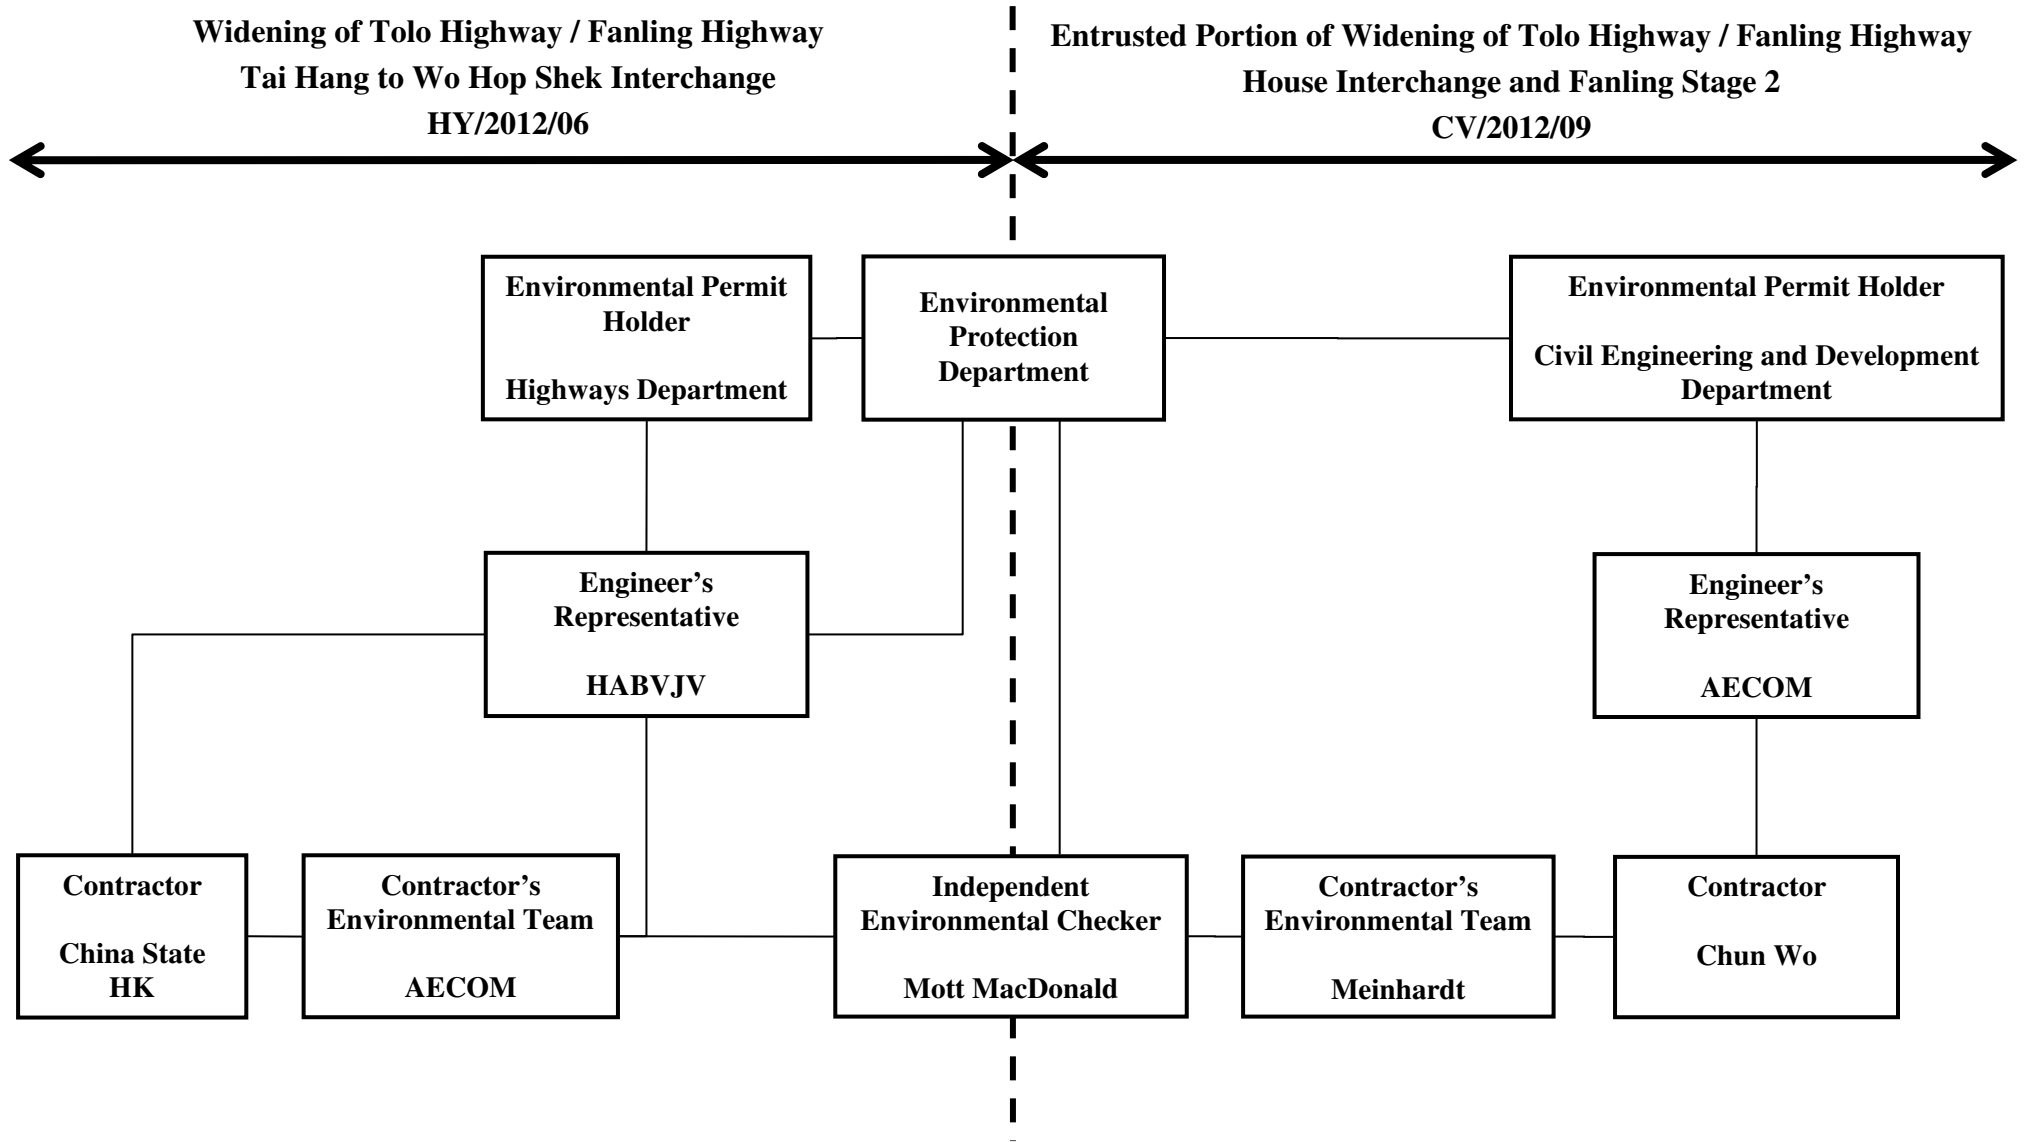 Widening of Tolo Highway / Fanling Highway
Tai Hang to Wo Hop Shek Interchange
HY/2012/06
Entrusted Portion of Widening of Tolo Highway / Fanling Highway
House Interchange and Fanling Stage 2
CV/2012/09
Environmental Permit
Holder
Highways Department
Environmental
Protection
Department
Environmental Permit Holder
Civil Engineering and Development
Department
Engineer’s
Representative
HABVJV
Engineer’s
Representative
AECOM
Contractor
China State
HK
Contractor’s
Environmental Team
AECOM
Independent
Environmental Checker
Mott MacDonald
Contractor’s
Environmental Team
Meinhardt
Contractor
Chun Wo